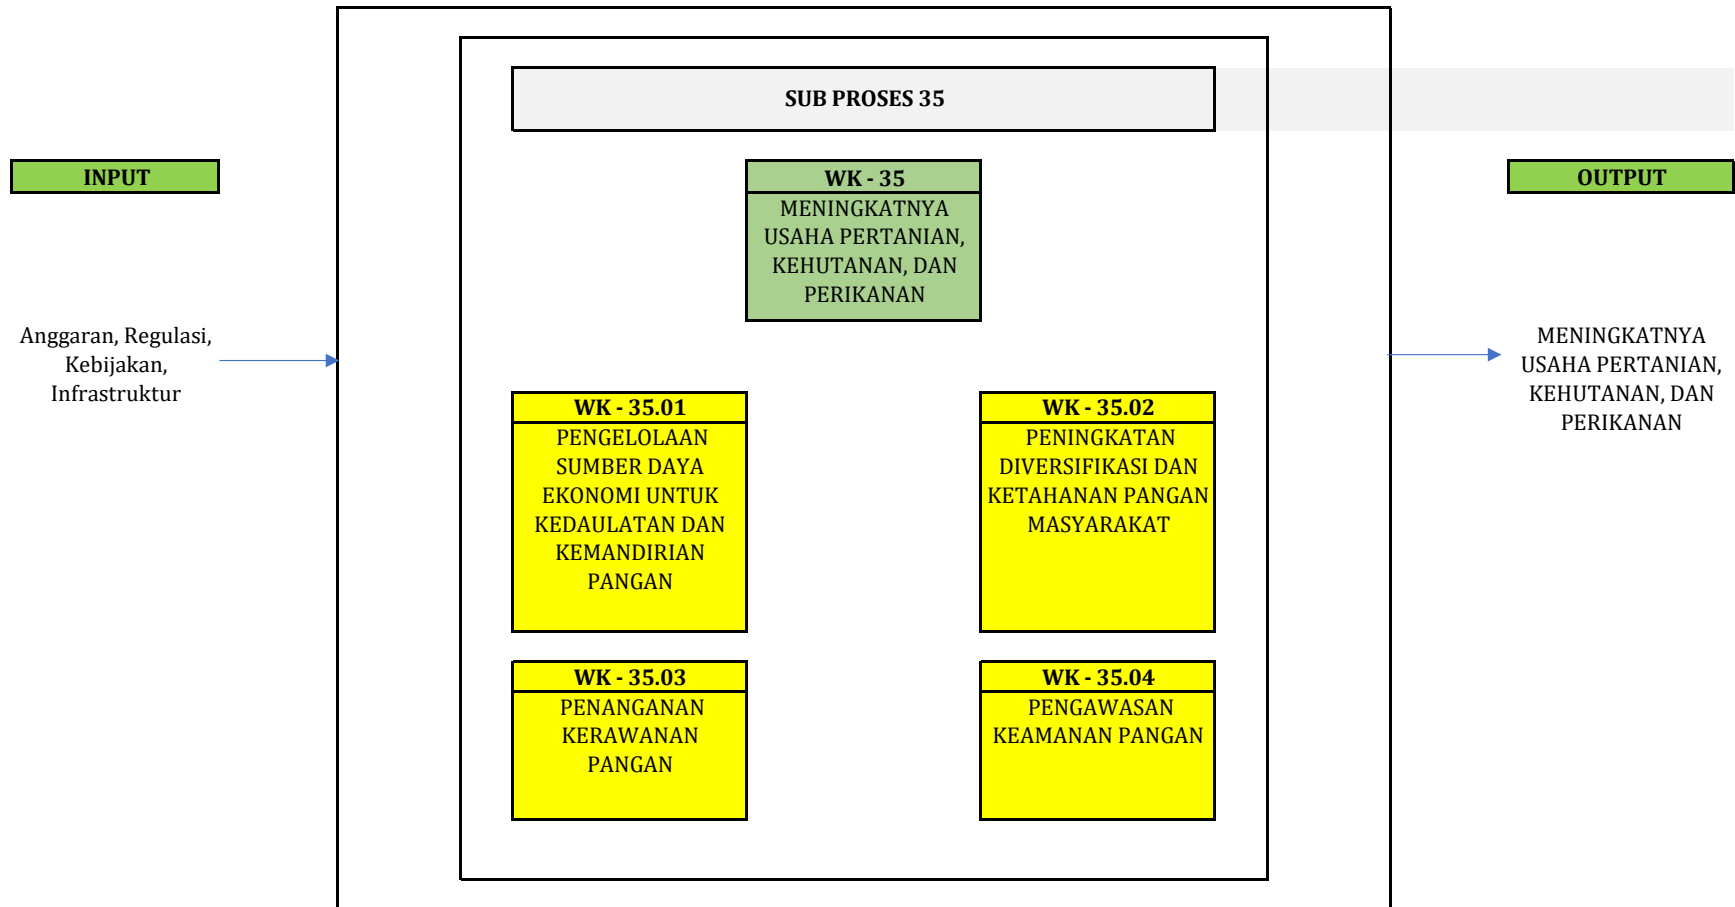 SUB PROSES 35
INPUT
WK - 35
MENINGKATNYA
USAHA PERTANIAN,
KEHUTANAN, DAN
PERIKANAN
OUTPUT
Anggaran, Regulasi,
Kebijakan,
Infrastruktur
MENINGKATNYA
USAHA PERTANIAN,
KEHUTANAN, DAN
PERIKANAN
WK - 35.01
PENGELOLAAN
SUMBER DAYA
EKONOMI UNTUK
KEDAULATAN DAN
KEMANDIRIAN
PANGAN
WK - 35.02
PENINGKATAN
DIVERSIFIKASI DAN
KETAHANAN PANGAN
MASYARAKAT
WK - 35.03
PENANGANAN
KERAWANAN
PANGAN
WK - 35.04
PENGAWASAN
KEAMANAN PANGAN